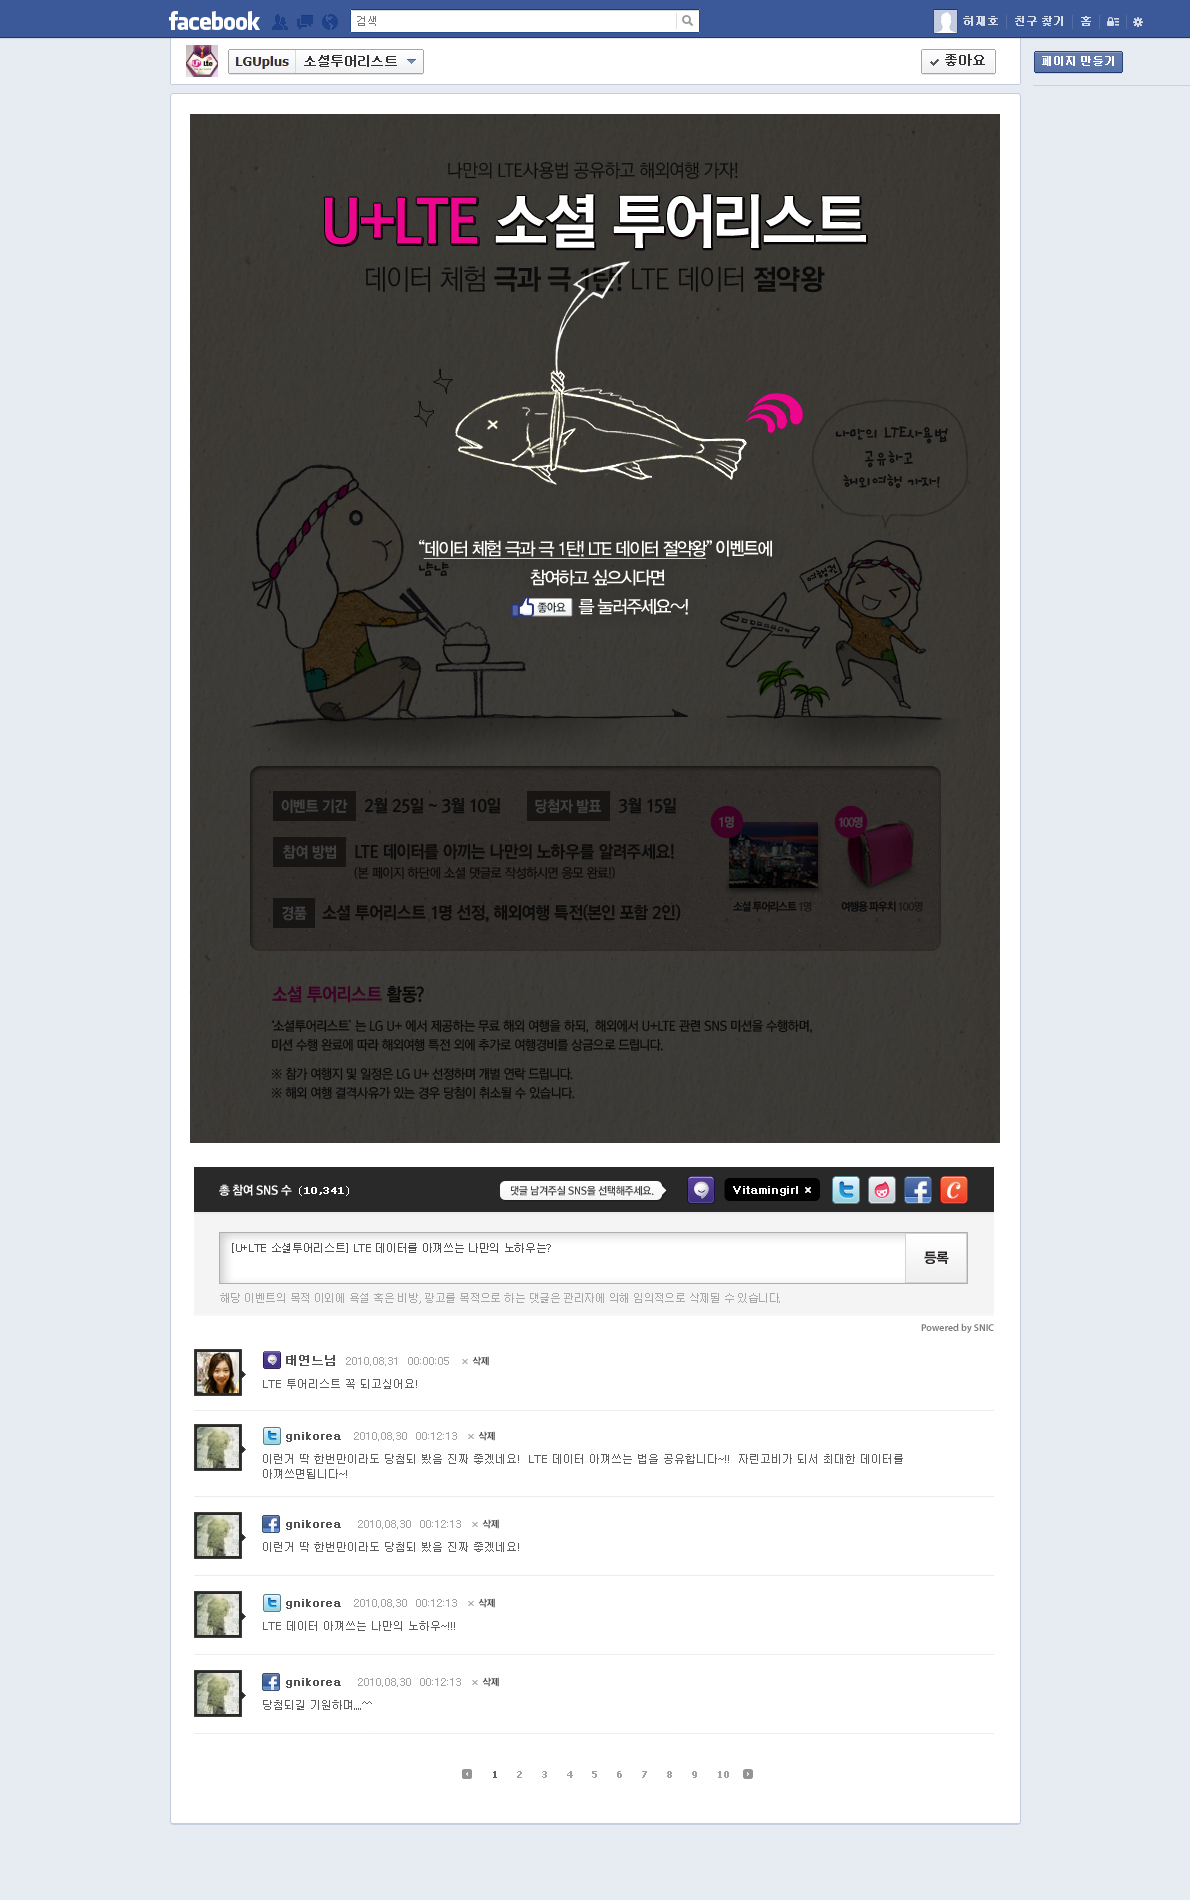 facebook
검색
허재호 친구 찾기 홈
LGUplus 소셜투어리스트
좋아요
페이지 만들기
나만의 LTE사용법 공유하고 해외여행 가자!
U+LTE 소셜 투어리스트
데이터 체험 극과 극 1탄! LTE 데이터 절약왕
나만의 LTE사용법
공유하고
해외여행 가자!
"데이터 체험 극과 극 1탄! LTE 데이터 절약왕" 이벤트에
냠냠
참여하고 싶으시다면
여행권
좋아요 를 눌러주세요~!
이벤트 기간 2월 25일 ~ 3월 10일 당첨자 발표 3월 15일
1명 100명
참여 방법 LTE 데이터를 아끼는 나만의 노하우를 알려주세요!
(본 페이지 하단에 소셜 댓글로 작성하시면 응모 완료!)
경품 소셜 투어리스트 1명 선정, 해외여행 특전(본인 포함 2인)
소셜 투어리스트 1명 여행용 파우치 100명
소셜 투어리스트 활동?
'소셜투어리스트' 는 LG U+ 에서 제공하는 무료 해외 여행을 하되, 해외에서 U+LTE 관련 SNS 미션을 수행하며,
미션 수행 완료에 따라 해외여행 특전 외에 추가로 여행경비를 상금으로 드립니다.
※ 참가 여행지 및 일정은 LG U+ 선정하며 개별 연락 드립니다.
※ 해외 여행 결격사유가 있는 경우 당첨이 취소될 수 있습니다.
총 참여 SNS 수 (10,341) 댓글 남겨주실 SNS을 선택해주세요. Vitamingirl ×
[U+LTE 소셜투어리스트] LTE 데이터를 아껴쓰는 나만의 노하우는?
등록
해당 이벤트의 목적 이외에 욕설 혹은 비방, 광고를 목적으로 하는 댓글은 관리자에 의해 임의적으로 삭제될 수 있습니다.
Powered by SNIC
태연느님 2010.08.31 00:00:05 × 삭제
LTE 투어리스트 꼭 되고싶어요!
gnikorea 2010.08.30 00:12:13 × 삭제
이런거 딱 한번만이라도 당첨되 봤음 진짜 좋겠네요! LTE 데이터 아껴쓰는 법을 공유합니다~!! 자린고비가 되서 최대한 데이터를
아껴쓰면됩니다~!
gnikorea 2010.08.30 00:12:13 × 삭제
이런거 딱 한번만이라도 당첨되 봤음 진짜 좋겠네요!
gnikorea 2010.08.30 00:12:13 × 삭제
LTE 데이터 아껴쓰는 나만의 노하우~!!!
gnikorea 2010.08.30 00:12:13 × 삭제
당첨되길 기원하며....^^
1 2 3 4 5 6 7 8 9 10